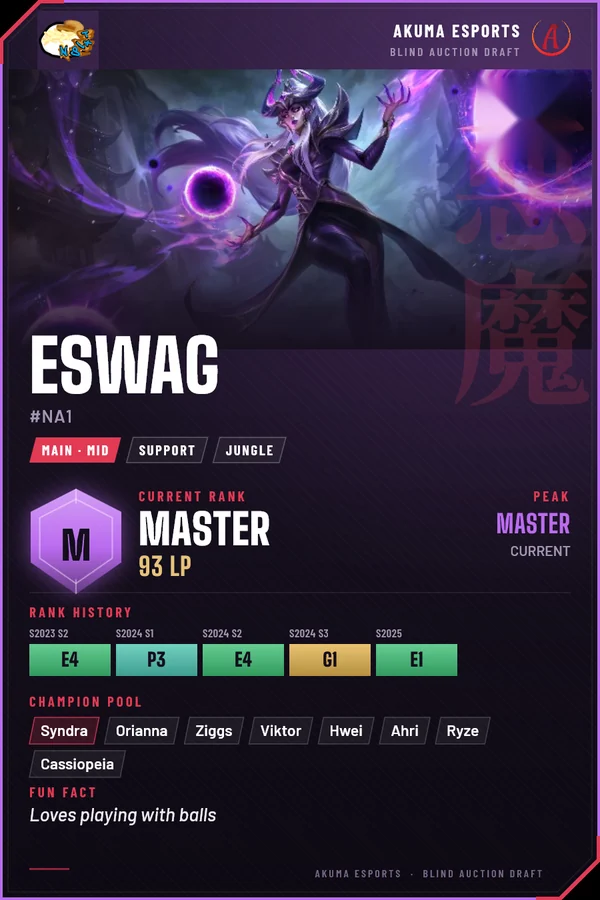 AKUMA ESPORTS
BLIND AUCTION DRAFT
A
悪
魔
ESWAG
#NA1
MAIN · MID
SUPPORT
JUNGLE
CURRENT RANK
M
MASTER
93 LP
PEAK
MASTER
CURRENT
RANK HISTORY
S2023 S2 S2024 S1 S2024 S2 S2024 S3 S2025
E4 P3 E4 G1 E1
CHAMPION POOL
Syndra Orianna Ziggs Viktor Hwei Ahri Ryze
Cassiopeia
FUN FACT
Loves playing with balls
AKUMA ESPORTS · BLIND AUCTION DRAFT